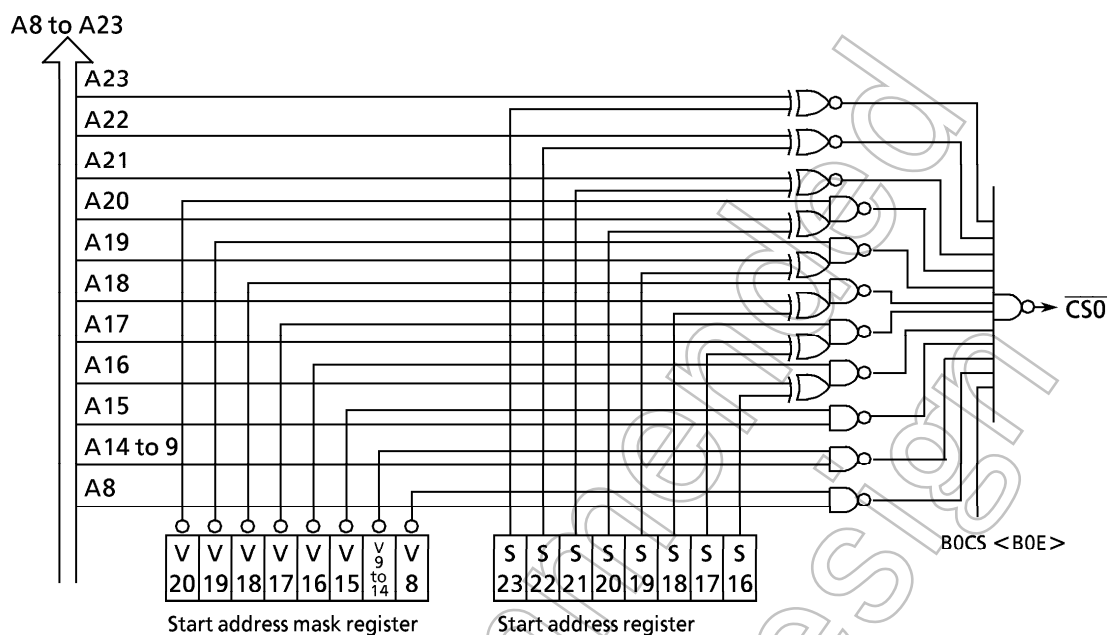 A8 to A23
A23
A22
A21
A20
A19
A18
A17
A16
A15
A14 to 9
A8
CS0
B0CS <B0E>
V 20 V 19 V 18 V 17 V 16 V 15 V 9 to 14 V 8
S 23 S 22 S 21 S 20 S 19 S 18 S 17 S 16
Start address mask register
Start address register
mmended
esign